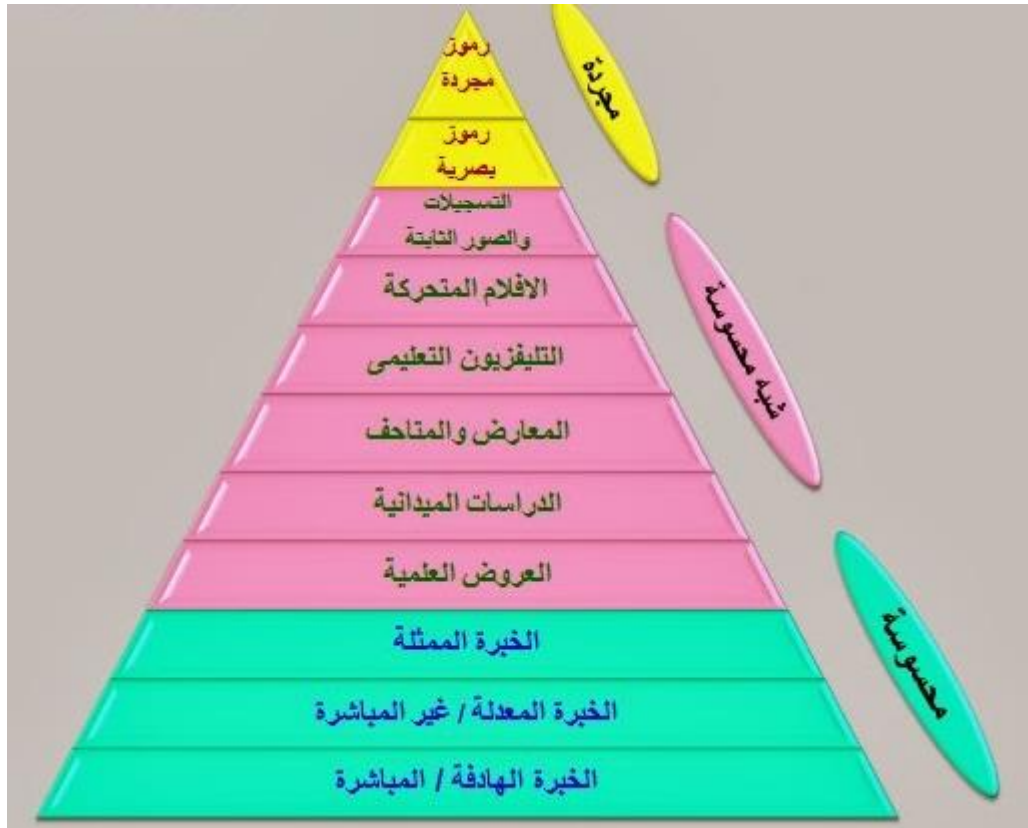 رموز
مجردة
رموز
بصرية
التسجيلات
والصور الثابتة
الافلام المتحركة
التليفزيون التعليمى
المعارض والمتاحف
الدراسات الميدانية
العروض العلمية
الخبرة الممثلة
الخبرة المعدلة / غير المباشرة
الخبرة الهادفة / المباشرة
مجردة
شبه محسوسة
محسوسة